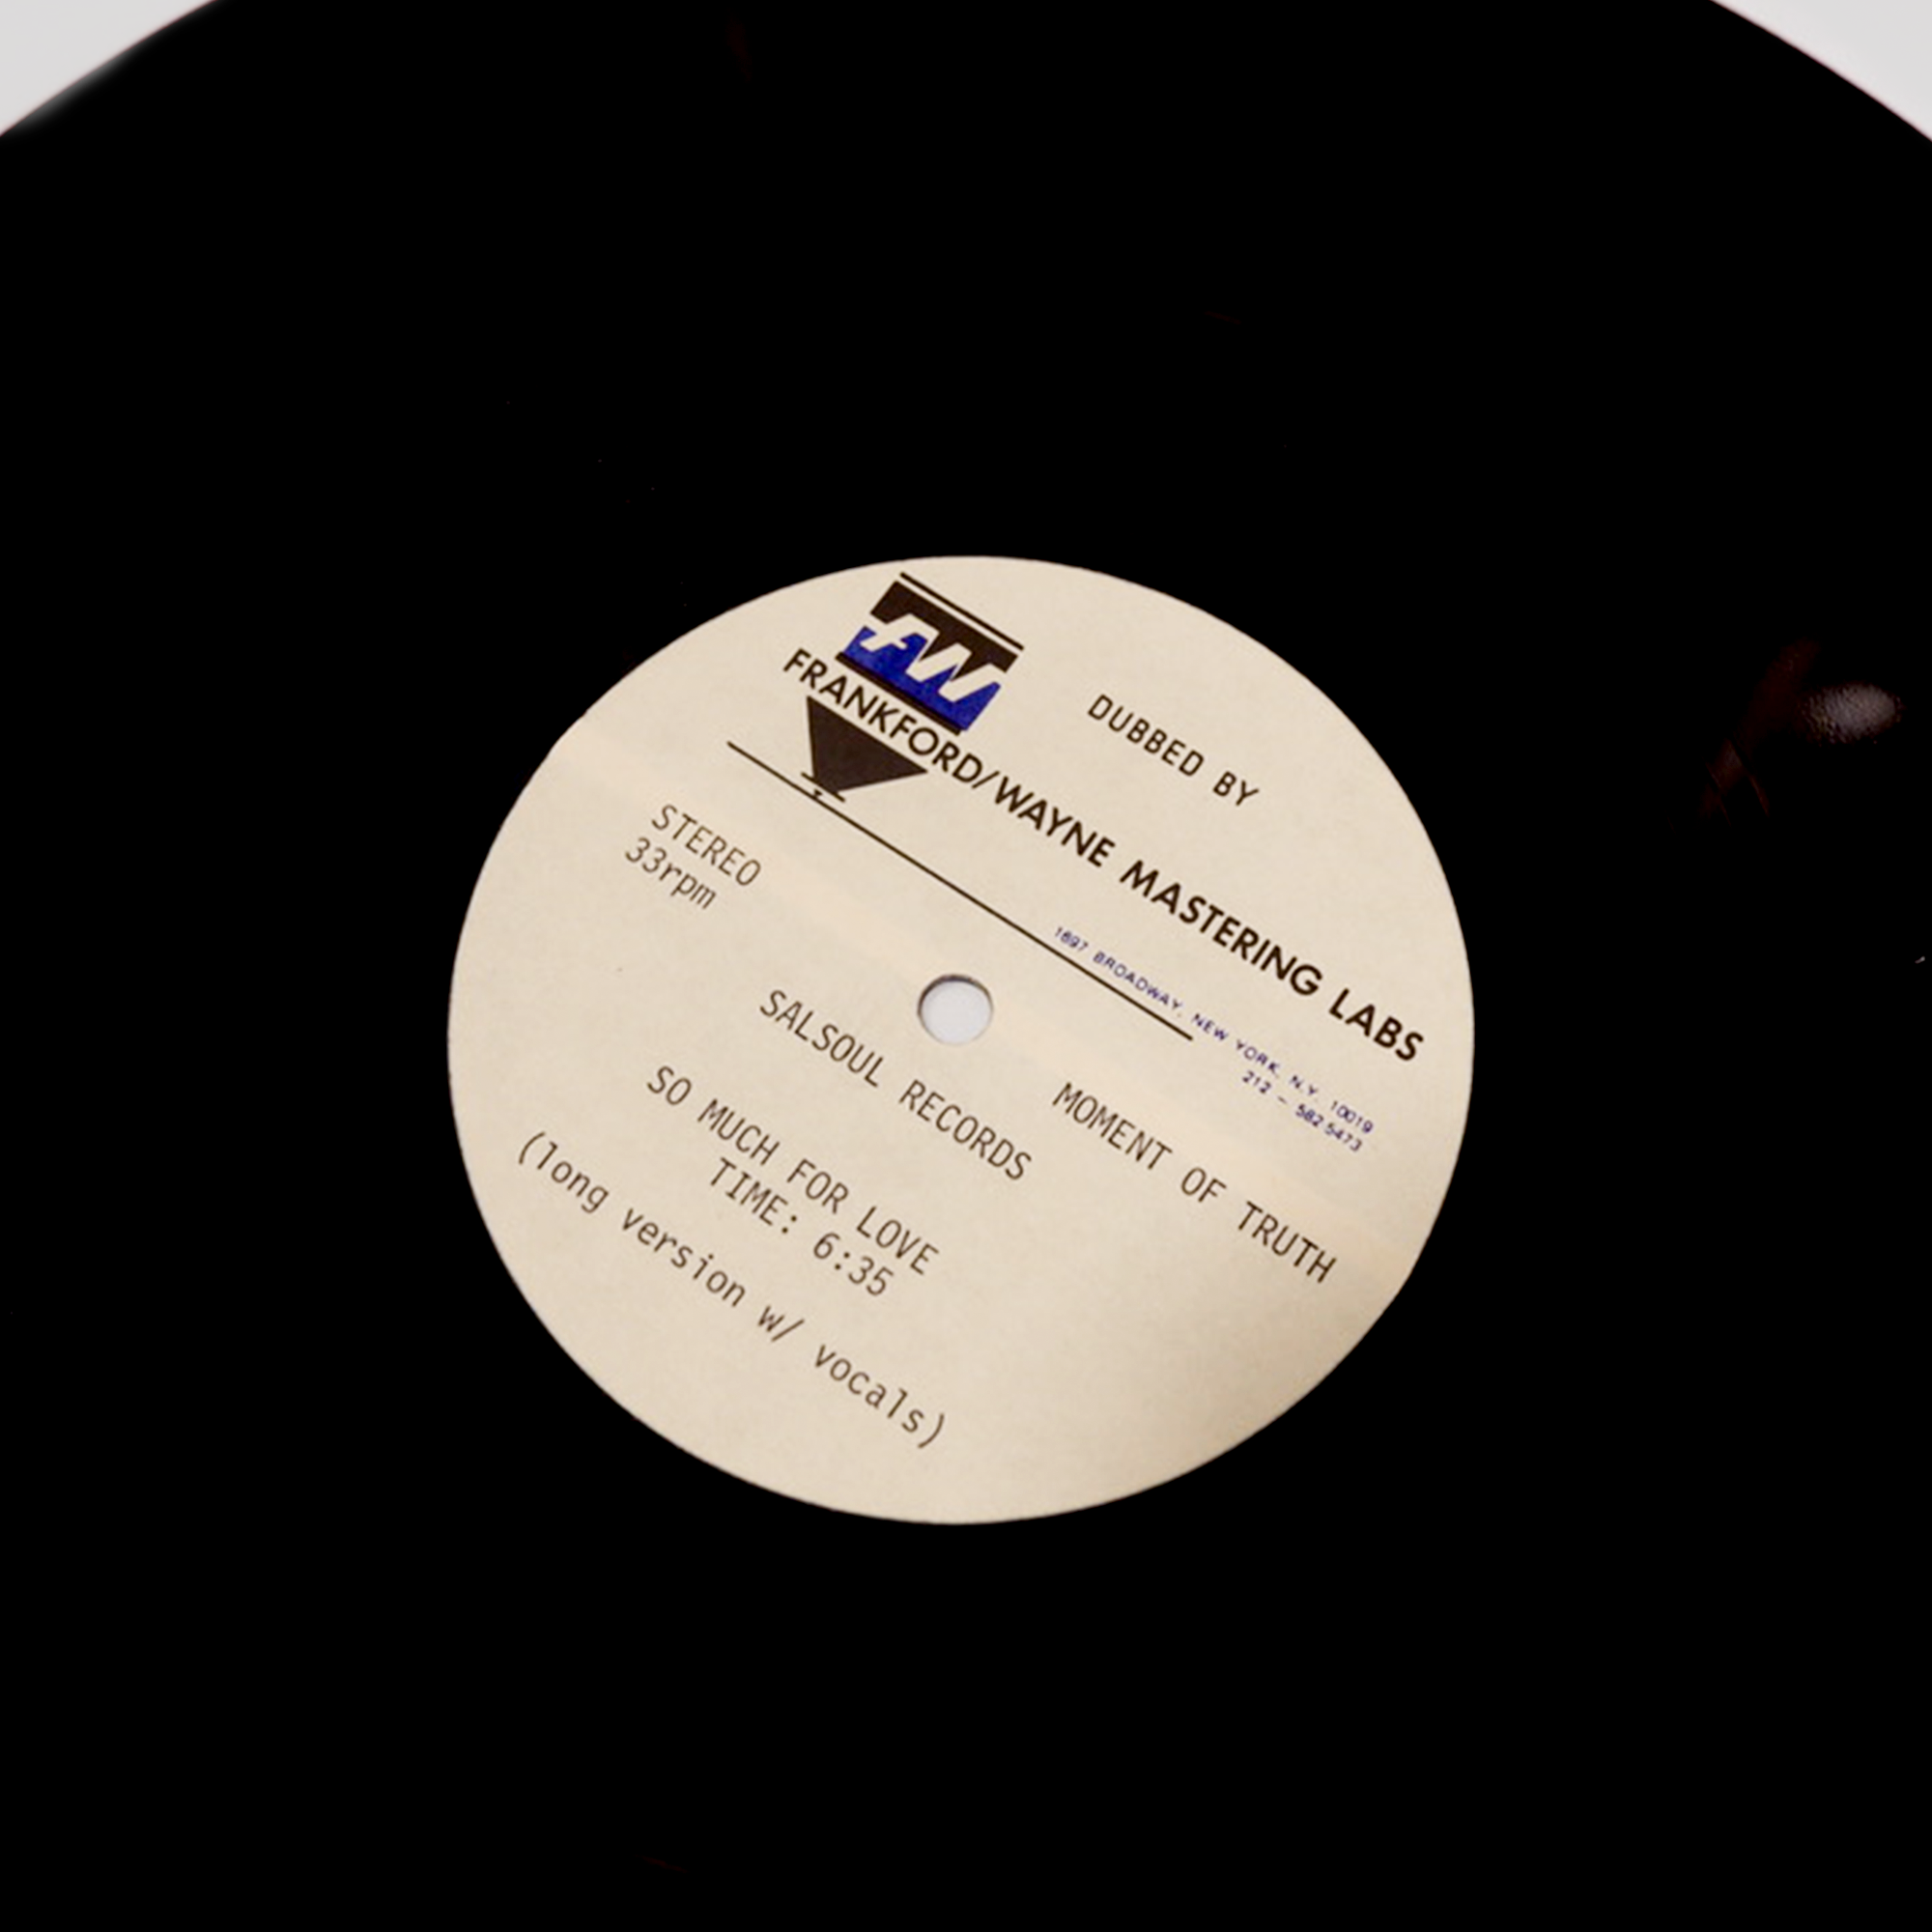 FW
DUBBED BY
FRANKFORD/WAYNE MASTERING LABS
1697 BROADWAY, NEW YORK, N.Y. 10019
212 - 582 5473
STEREO
33rpm
SALSOUL RECORDS
MOMENT OF TRUTH
SO MUCH FOR LOVE
TIME: 6:35
(long version w/ vocals)